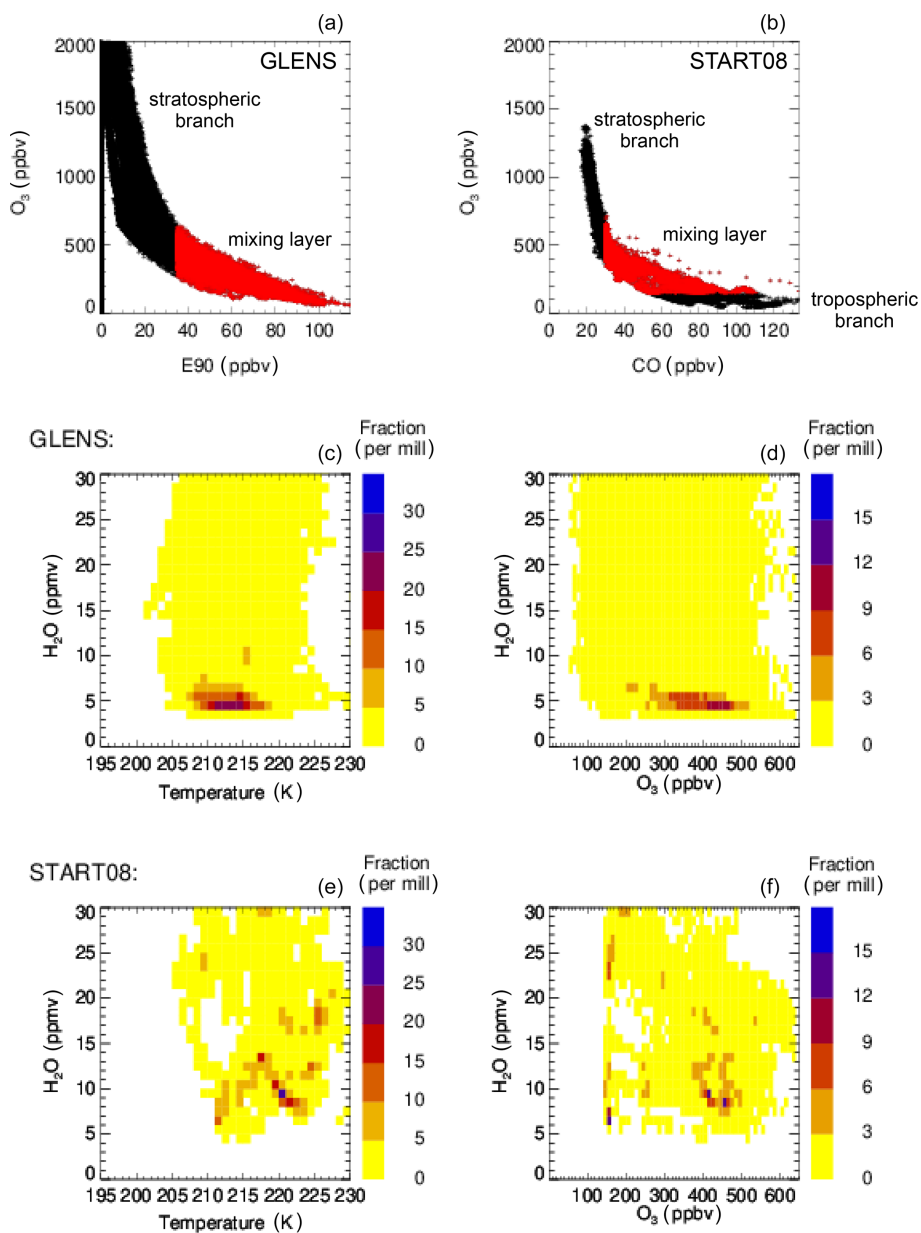 (a)
GLENS
stratospheric
branch
mixing layer
2000
1500
1000
500
0
O3 (ppbv)
0 20 40 60 80 100
E90 (ppbv)
(b)
START08
stratospheric
branch
mixing layer
tropospheric
branch
2000
1500
1000
500
0
O3 (ppbv)
0 20 40 60 80 100 120
CO (ppbv)
GLENS:
(c)
Fraction
(per mill)
30
25
20
15
10
5
0
H2O (ppmv)
195 200 205 210 215 220 225 230
Temperature (K)
30
25
20
15
10
5
0
(d)
Fraction
(per mill)
30
25
20
15
10
5
0
H2O (ppmv)
100 200 300 400 500 600
O3 (ppbv)
15
12
9
6
3
0
START08:
(e)
Fraction
(per mill)
30
25
20
15
10
5
0
H2O (ppmv)
195 200 205 210 215 220 225 230
Temperature (K)
30
25
20
15
10
5
0
(f)
Fraction
(per mill)
30
25
20
15
10
5
0
H2O (ppmv)
100 200 300 400 500 600
O3 (ppbv)
15
12
9
6
3
0